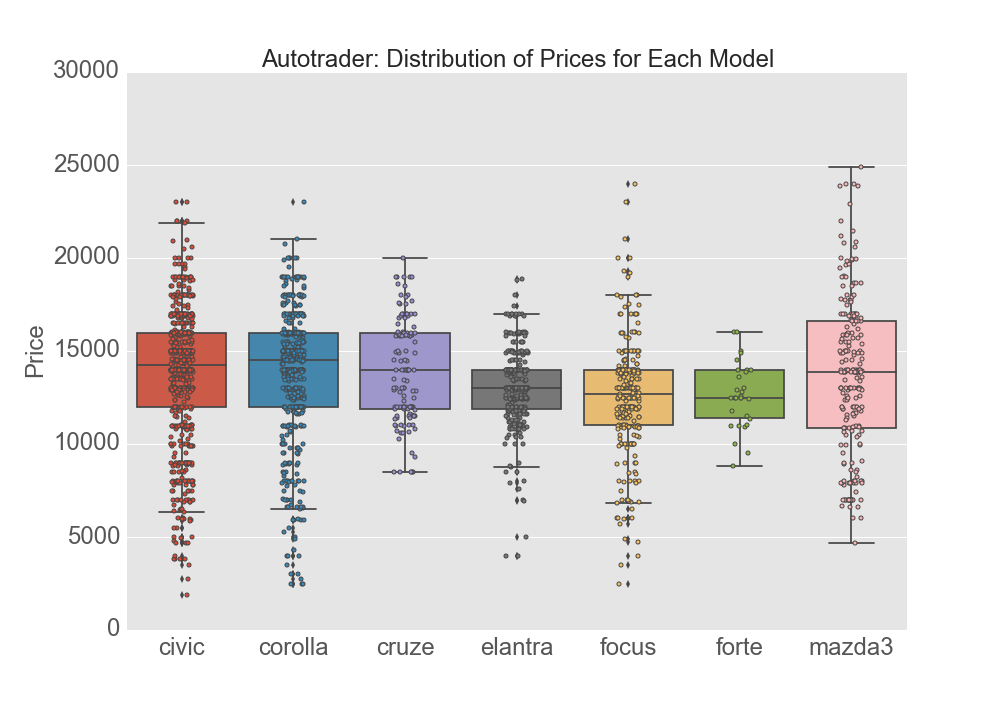 Autotrader: Distribution of Prices for Each Model
30000
25000
20000
15000
10000
5000
0
Price
civic corolla cruze elantra focus forte mazda3